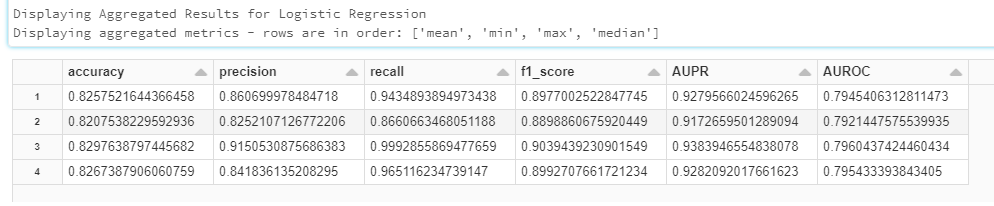 Displaying Aggregated Results for Logistic Regression
Displaying aggregated metrics - rows are in order: ['mean', 'min', 'max', 'median']
accuracy precision recall f1_score AUPR AUROC
1 0.8257521644366458 0.860699978484718 0.9434893894973438 0.8977002522847745 0.9279566024596265 0.7945406312811473
2 0.8207538229592936 0.8252107126772206 0.8660663468051188 0.8898860675920449 0.9172659501289094 0.7921447575539935
3 0.8297638797445682 0.9150530875686383 0.9992855869477659 0.9039439230901549 0.9383946554838078 0.7960437424460434
4 0.8267387906060759 0.841836135208295 0.965116234739147 0.8992707661721234 0.9282092017661623 0.795433393843405